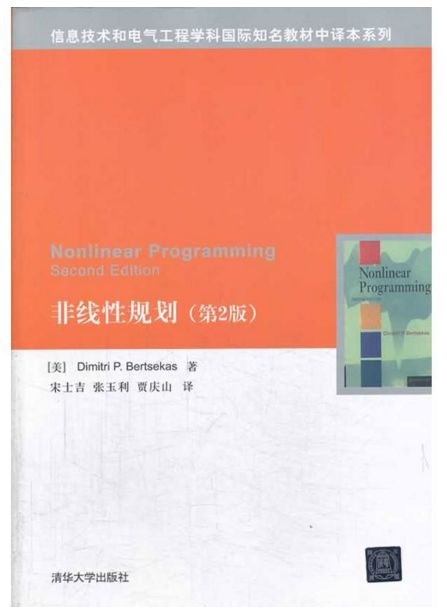 信息技术和电气工程学科国际知名教材中译本系列
Nonlinear Programming
Second Edition
非线性规划（第2版）
Nonlinear
Programming
Dimitri P. Bertsekas
[美] Dimitri P. Bertsekas 著
宋士吉 张玉利 贾庆山 译
清华大学出版社